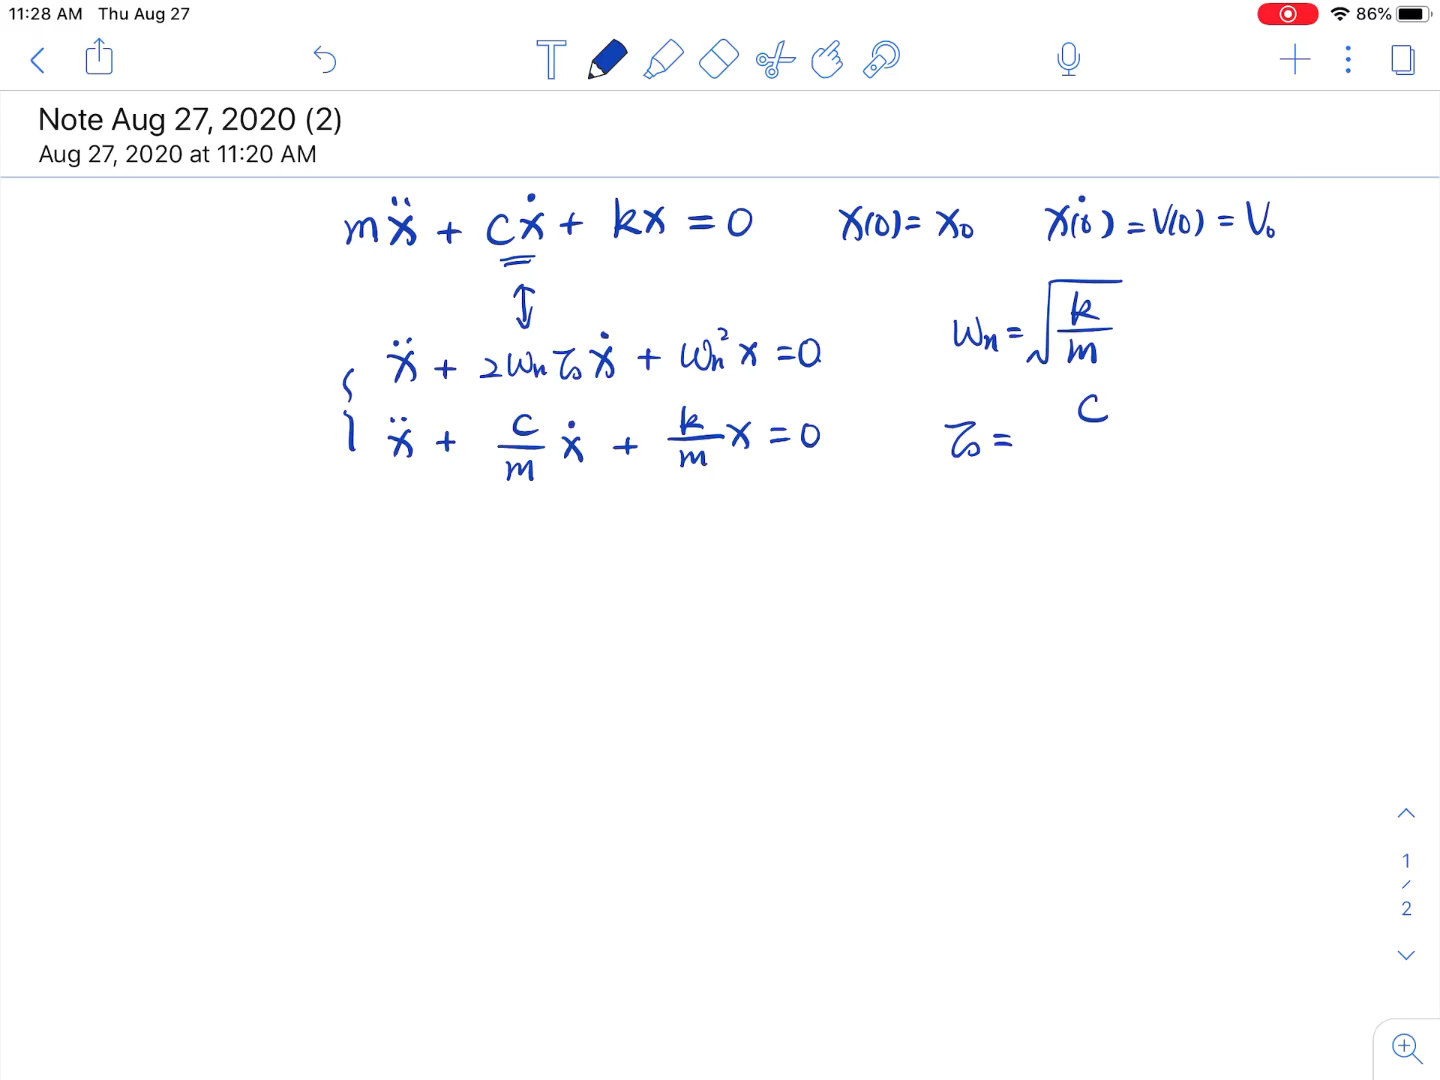 11:28 AM Thu Aug 27 86%
T
Note Aug 27, 2020 (2)
Aug 27, 2020 at 11:20 AM
mẍ + cẋ + kx = 0 x(0) = x₀ ẋ(0) = v(0) = v₀
ẍ + 2ωₙζẋ + ωₙ²x = 0 ωₙ = √(k/m)
ẍ + c/m ẋ + k/m x = 0 ζ = c
1
/
2